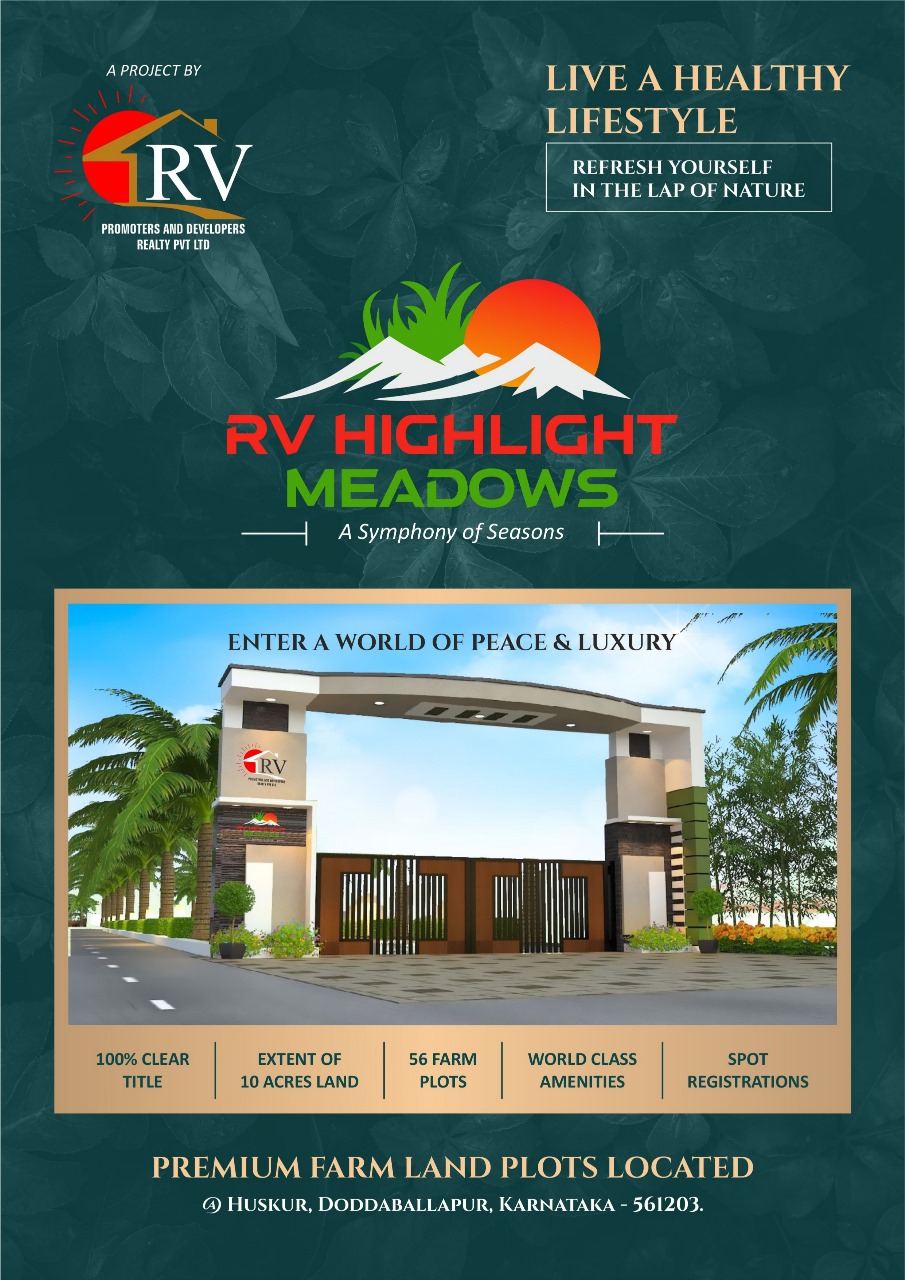 A PROJECT BY
RV
PROMOTERS AND DEVELOPERS
REALTY PVT LTD
LIVE A HEALTHY
LIFESTYLE
REFRESH YOURSELF
IN THE LAP OF NATURE
RV HIGHLIGHT
MEADOWS
A Symphony of Seasons
ENTER A WORLD OF PEACE & LUXURY
RV
100% CLEAR
TITLE
EXTENT OF
10 ACRES LAND
56 FARM
PLOTS
WORLD CLASS
AMENITIES
SPOT
REGISTRATIONS
PREMIUM FARM LAND PLOTS LOCATED
@ HUSKUR, DODDABALLAPUR, KARNATAKA - 561203.